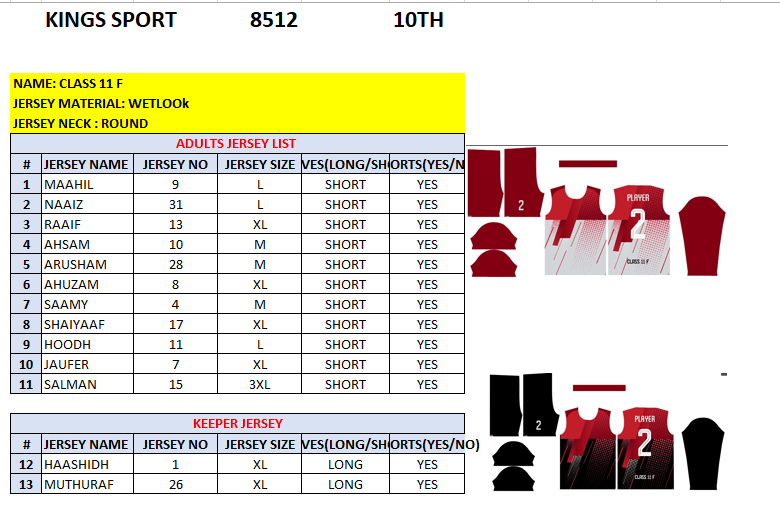 KINGS SPORT 8512 10TH
NAME: CLASS 11 F
JERSEY MATERIAL: WETLOOk
JERSEY NECK : ROUND
ADULTS JERSEY LIST
# JERSEY NAME JERSEY NO JERSEY SIZE VES(LONG/SH ORTS(YES/N
1 MAAHIL 9 L SHORT YES
2 NAAIZ 31 L SHORT YES
3 RAAIF 13 XL SHORT YES
4 AHSAM 10 M SHORT YES
5 ARUSHAM 28 M SHORT YES
6 AHUZAM 8 XL SHORT YES
7 SAAMY 4 M SHORT YES
8 SHAIYAAF 17 XL SHORT YES
9 HOODH 11 L SHORT YES
10 JAUFER 7 XL SHORT YES
11 SALMAN 15 3XL SHORT YES
KEEPER JERSEY
# JERSEY NAME JERSEY NO JERSEY SIZE VES(LONG/SH ORTS(YES/NO)
12 HAASHIDH 1 XL LONG YES
13 MUTHURAF 26 XL LONG YES
2
PLAYER
2
CLASS 11 F
2
PLAYER
2
CLASS 11 F